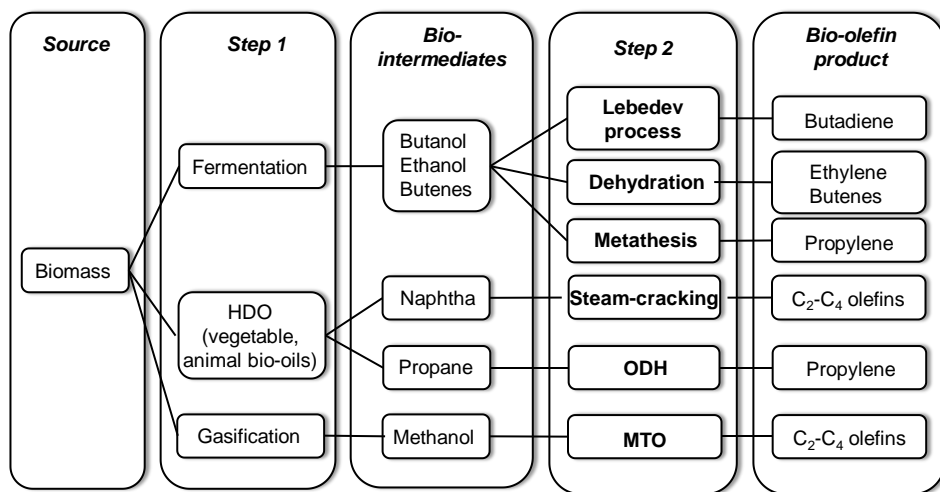 Source
Step 1
Bio-
intermediates
Step 2
Bio-olefin
product
Biomass
Fermentation
HDO
(vegetable,
animal bio-oils)
Gasification
Butanol
Ethanol
Butenes
Naphtha
Propane
Methanol
Lebedev
process
Dehydration
Metathesis
Steam-cracking
ODH
MTO
Butadiene
Ethylene
Butenes
Propylene
C₂-C₄ olefins
Propylene
C₂-C₄ olefins